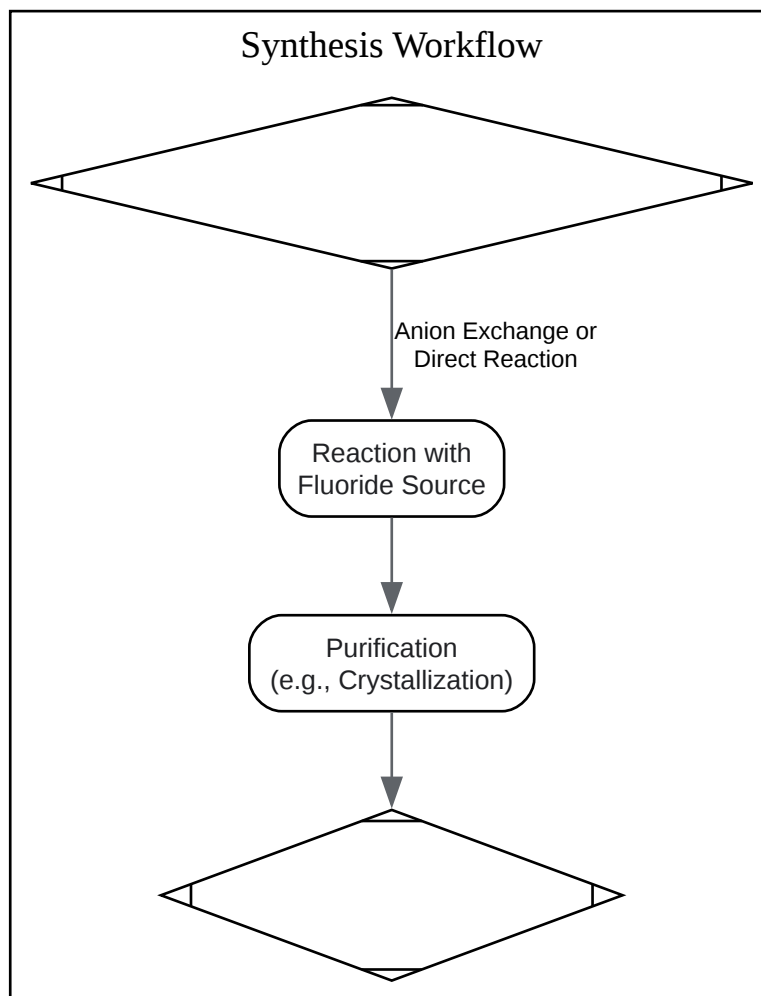 Synthesis Workflow
Anion Exchange or
Direct Reaction
Reaction with
Fluoride Source
Purification
(e.g., Crystallization)